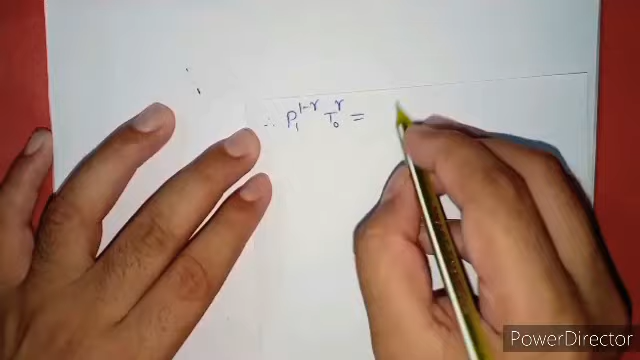 ∴ P₁^{1-γ} T₀^γ =
PowerDirector